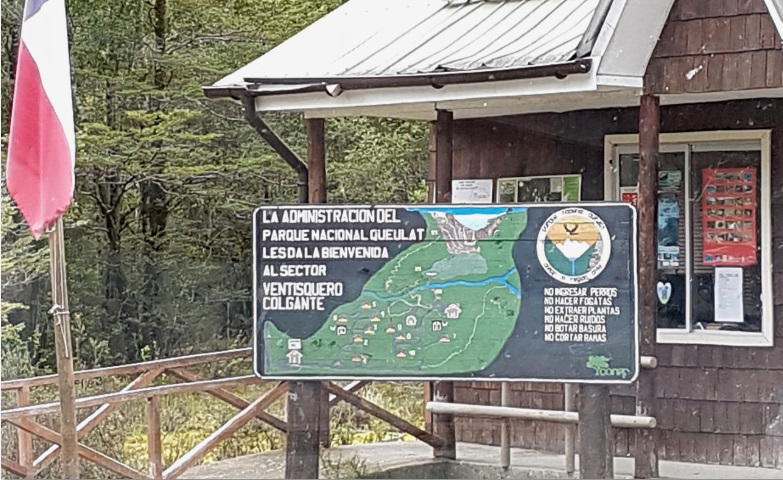 LA ADMINISTRACION DEL
PARQUE NACIONAL QUEULAT
LES DA LA BIENVENIDA
AL SECTOR
VENTISQUERO
COLGANTE
NO INGRESAR PERROS
NO HACER FOGATAS
NO EXTRAER PLANTAS
NO HACER RUIDOS
NO BOTAR BASURA
NO CORTAR RAMAS
CONAF